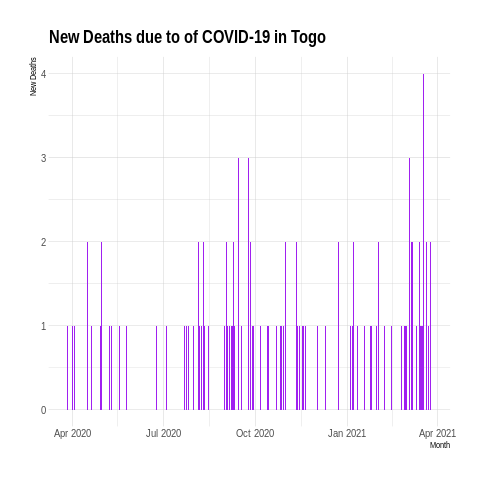 New Deaths due to of COVID-19 in Togo
New Deaths
4
3
2
1
0
Apr 2020
Jul 2020
Oct 2020
Jan 2021
Apr 2021
Month